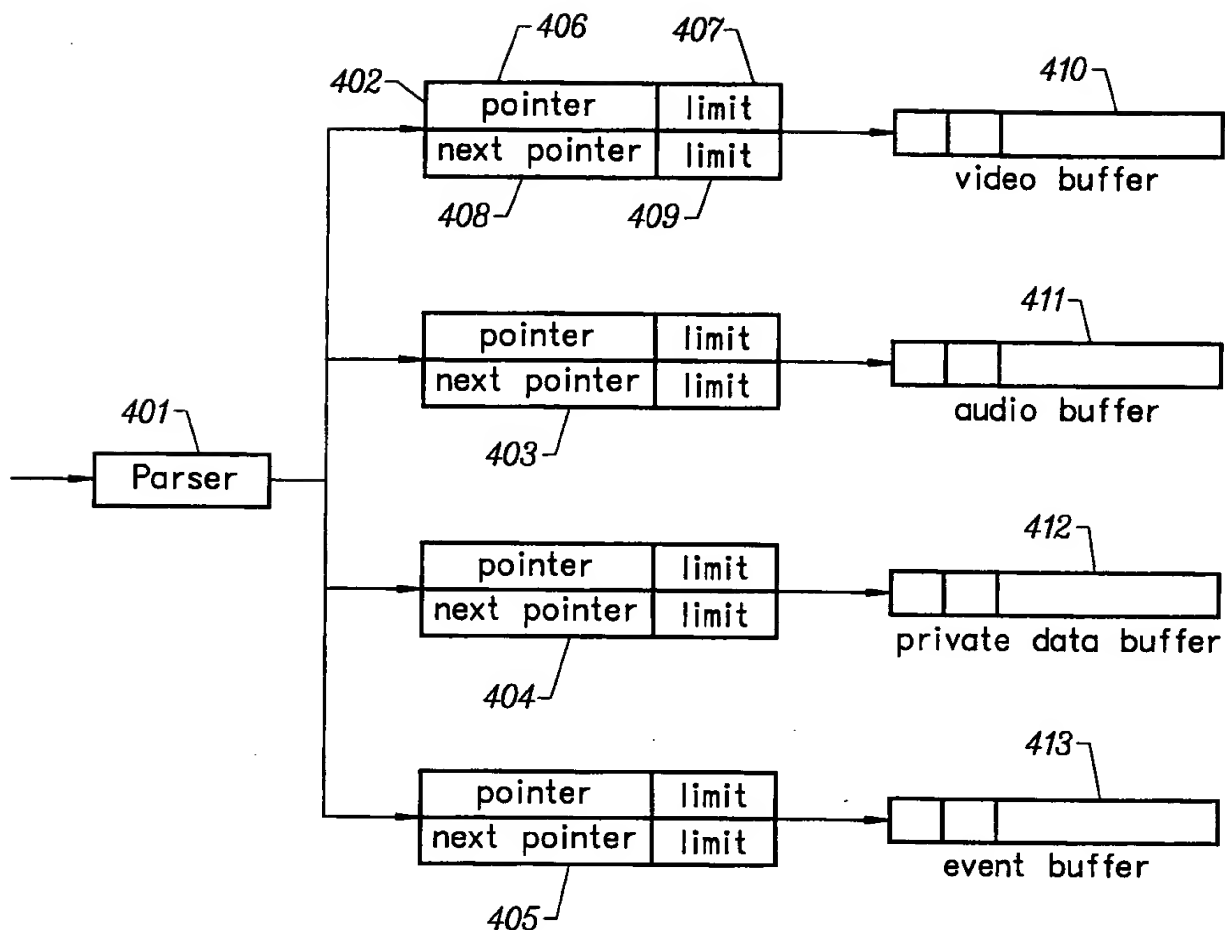 406
407
402
pointer limit
next pointer limit
408
409
410
video buffer
pointer limit
next pointer limit
403
411
audio buffer
401
Parser
pointer limit
next pointer limit
404
412
private data buffer
pointer limit
next pointer limit
405
413
event buffer